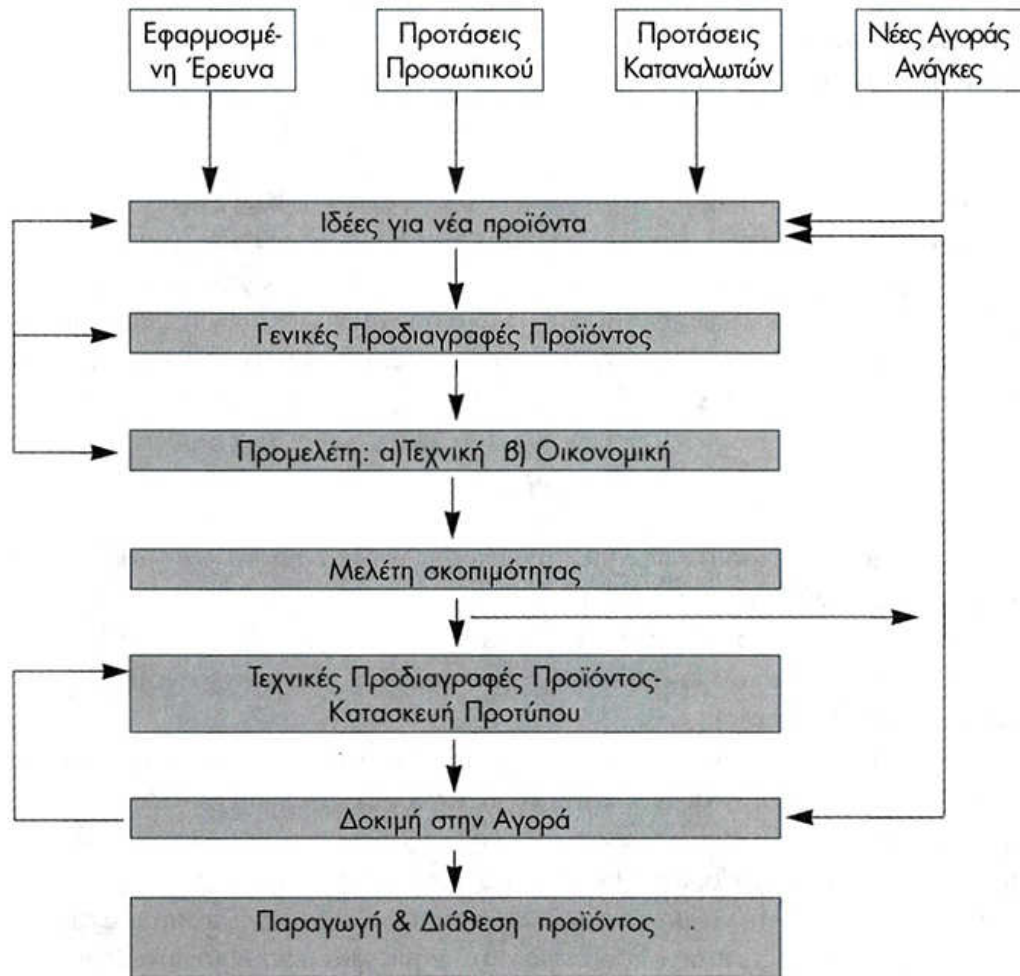 Εφαρμοσμέ-
νη Έρευνα
Προτάσεις
Προσωπικού
Προτάσεις
Καταναλωτών
Νέες Αγοράς
Ανάγκες
Ιδέες για νέα προϊόντα
Γενικές Προδιαγραφές Προϊόντος
Προμελέτη: α)Τεχνική β) Οικονομική
Μελέτη σκοπιμότητας
Τεχνικές Προδιαγραφές Προϊόντος-
Κατασκευή Προτύπου
Δοκιμή στην Αγορά
Παραγωγή & Διάθεση προϊόντος